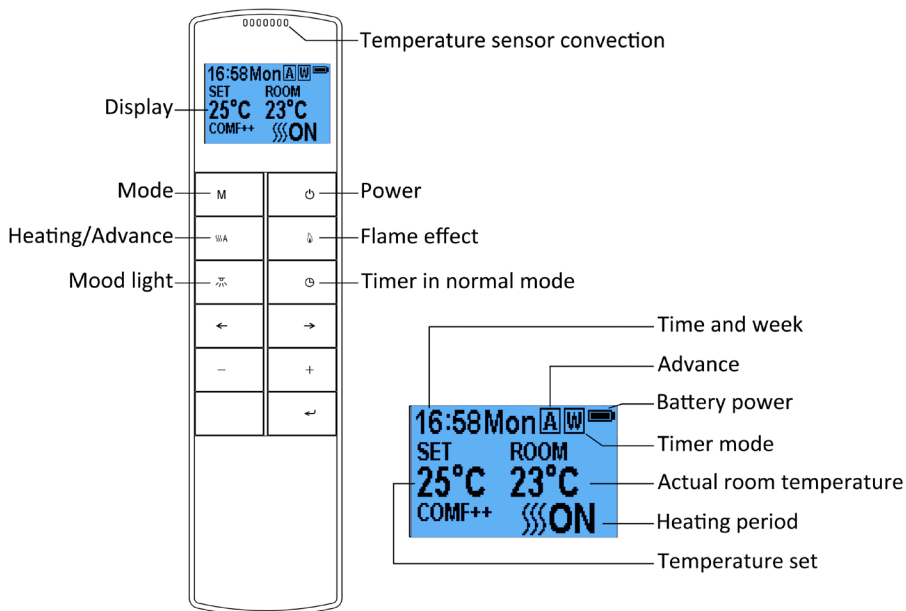 Temperature sensor convection
16:58Mon A W
SET ROOM
25°C 23°C
COMF++ ON
Display
Mode
M
Power
Heating/Advance
A
Flame effect
Mood light
Timer in normal mode
←
→
−
+
↵
Time and week
Advance
Battery power
16:58Mon A W
Timer mode
SET ROOM
25°C 23°C
Actual room temperature
COMF++ ON
Heating period
Temperature set